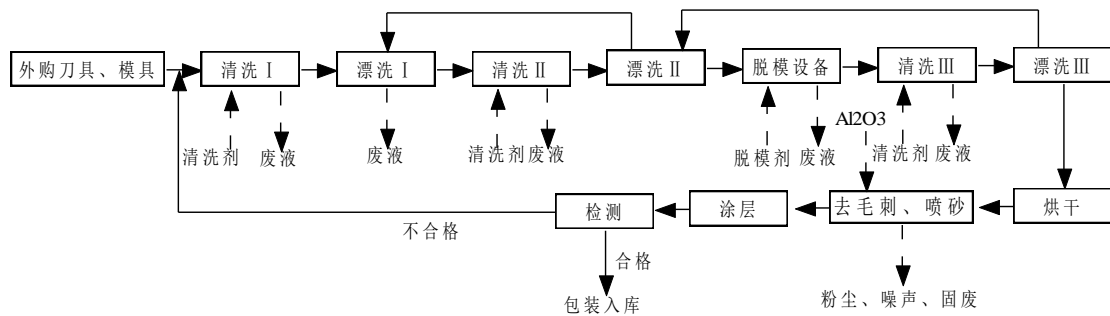 外购刀具、模具
清洗Ⅰ
漂洗Ⅰ
清洗Ⅱ
漂洗Ⅱ
脱模设备
清洗Ⅲ
漂洗Ⅲ
清洗剂
废液
废液
清洗剂
废液
脱模剂
废液
Al2O3
清洗剂
废液
检测
涂层
去毛刺、喷砂
烘干
不合格
合格
包装入库
粉尘、噪声、固废